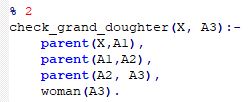 % 2
check_grand_doughter(X, A3):-
    parent(X,A1),
    parent(A1,A2),
    parent(A2, A3),
    woman(A3).